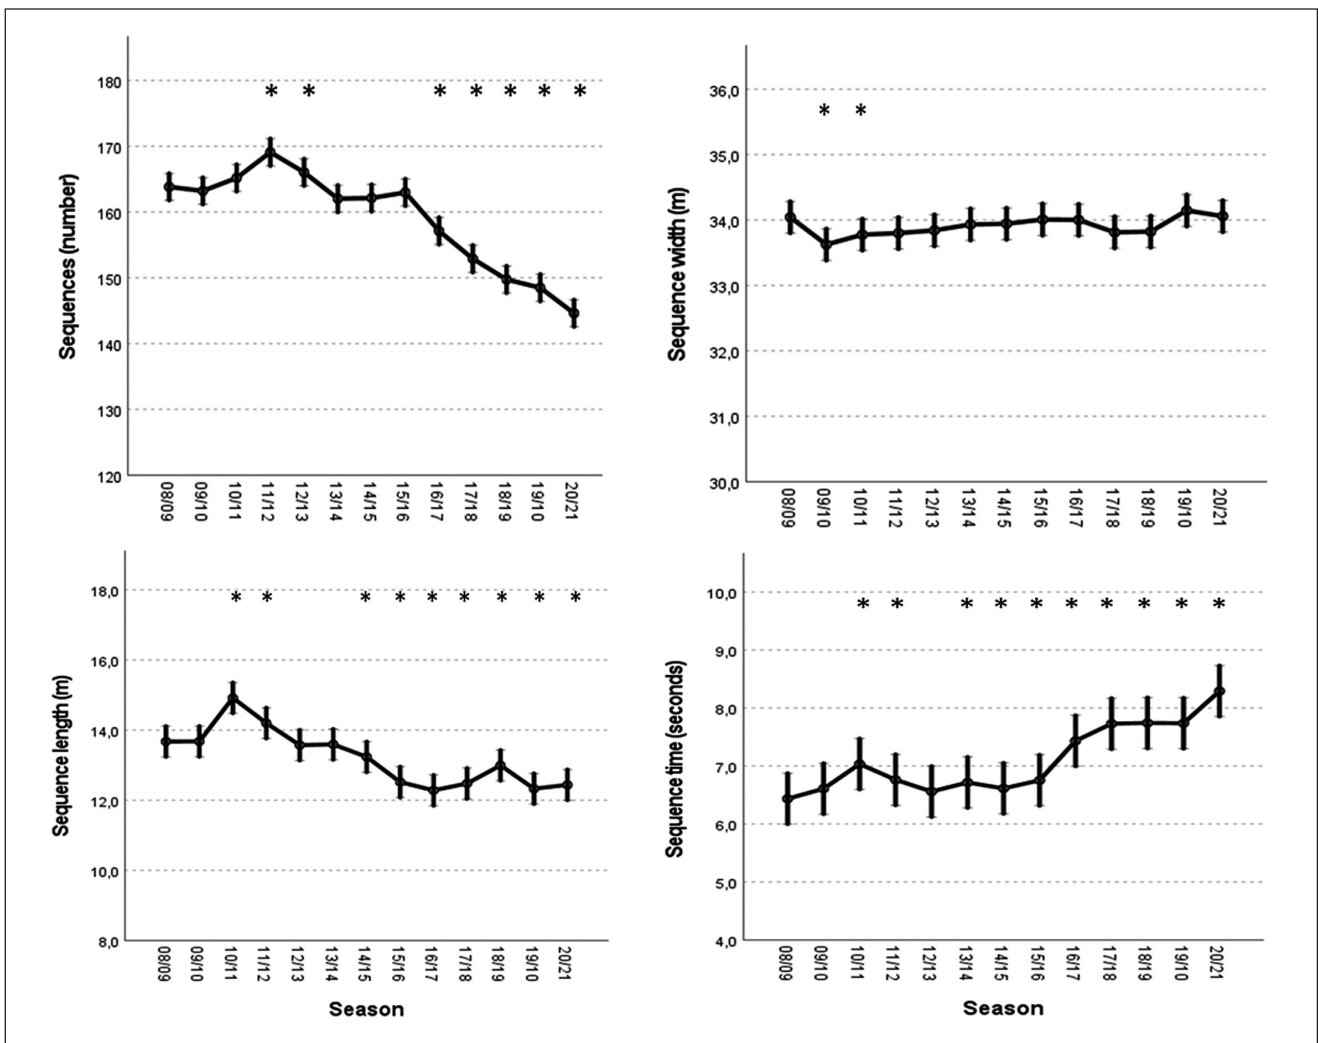 Sequences (number)
180
170
160
150
140
130
120
* * * * * * *
08/09 09/10 10/11 11/12 12/13 13/14 14/15 15/16 16/17 17/18 18/19 19/10 20/21
Sequence width (m)
36,0
35,0
34,0
33,0
32,0
31,0
30,0
* *
08/09 09/10 10/11 11/12 12/13 13/14 14/15 15/16 16/17 17/18 18/19 19/10 20/21
Sequence length (m)
18,0
16,0
14,0
12,0
10,0
8,0
* * * * * * * * *
08/09 09/10 10/11 11/12 12/13 13/14 14/15 15/16 16/17 17/18 18/19 19/10 20/21
Season
Sequence time (seconds)
10,0
9,0
8,0
7,0
6,0
5,0
4,0
* * * * * * * * * *
08/09 09/10 10/11 11/12 12/13 13/14 14/15 15/16 16/17 17/18 18/19 19/10 20/21
Season